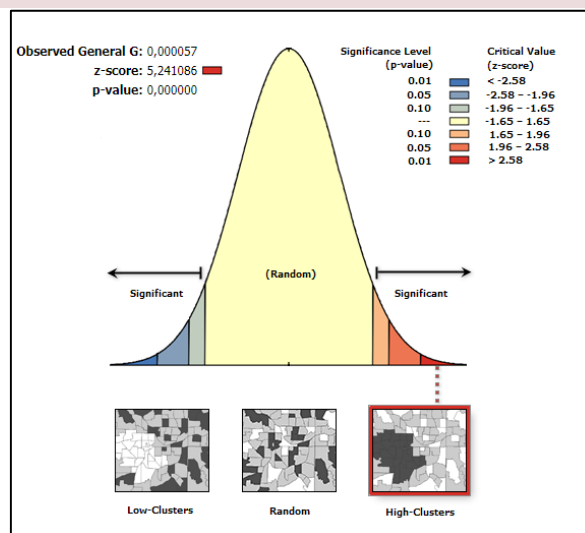 Observed General G: 0,000057
z-score: 5,241086
p-value: 0,000000
Significance Level
(p-value)
Critical Value
(z-score)
0.01 < -2.58
0.05 -2.58 – -1.96
0.10 -1.96 – -1.65
--- -1.65 – 1.65
0.10 1.65 – 1.96
0.05 1.96 – 2.58
0.01 > 2.58
Significant
(Random)
Significant
Low-Clusters
Random
High-Clusters